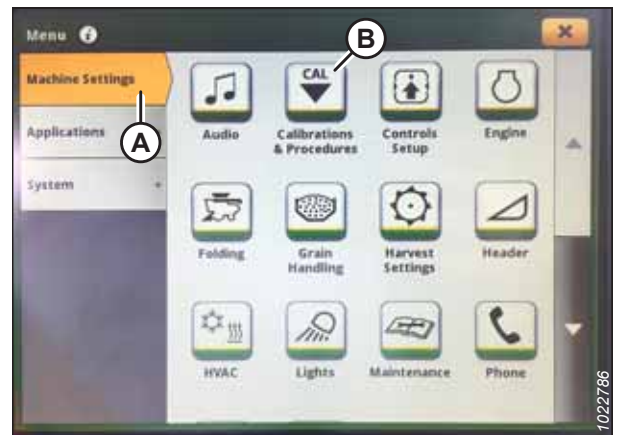 Menu
B
Machine Settings
A
CAL
Audio
Calibrations
& Procedures
Controls
Setup
Engine
Applications
System
Folding
Grain
Handling
Harvest
Settings
Header
HVAC
Lights
Maintenance
Phone
1022786